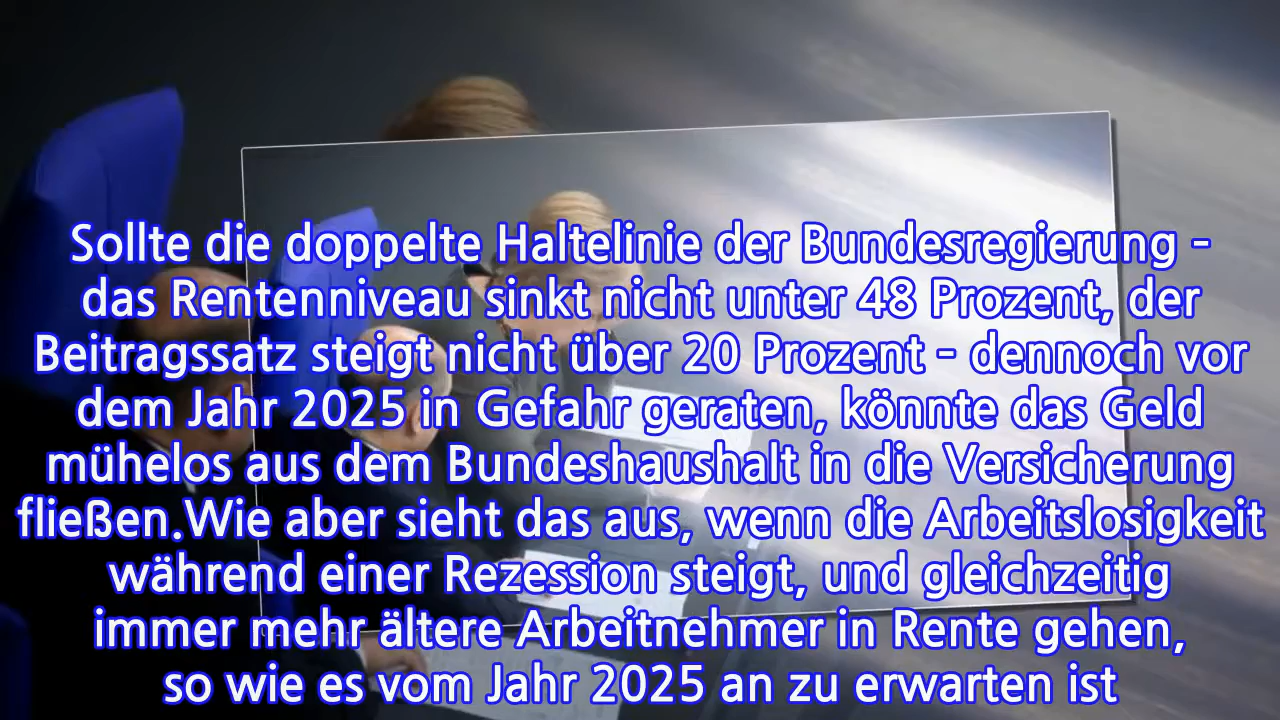 Sollte die doppelte Haltelinie der Bundesregierung -
das Rentenniveau sinkt nicht unter 48 Prozent, der
Beitragssatz steigt nicht über 20 Prozent - dennoch vor
dem Jahr 2025 in Gefahr geraten, könnte das Geld
mühelos aus dem Bundeshaushalt in die Versicherung
fließen.Wie aber sieht das aus, wenn die Arbeitslosigkeit
während einer Rezession steigt, und gleichzeitig
immer mehr ältere Arbeitnehmer in Rente gehen,
so wie es vom Jahr 2025 an zu erwarten ist